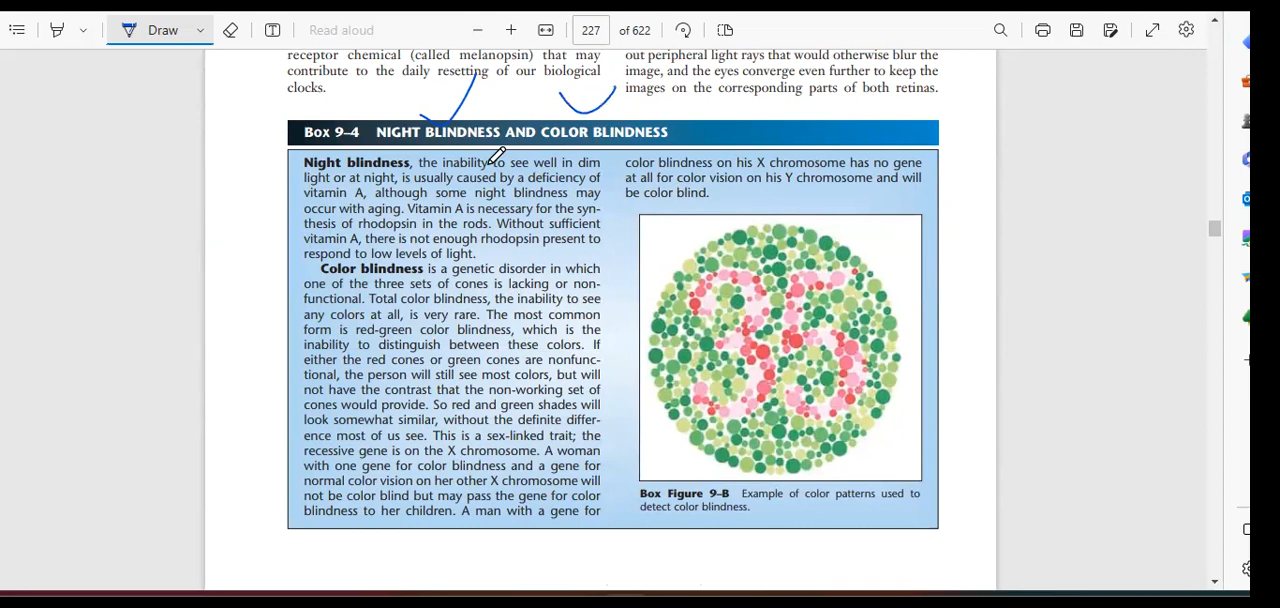 Draw
Read aloud
227
of 622
receptor chemical (called melanopsin) that may
contribute to the daily resetting of our biological
clocks.
out peripheral light rays that would otherwise blur the
image, and the eyes converge even further to keep the
images on the corresponding parts of both retinas.
Box 9–4 NIGHT BLINDNESS AND COLOR BLINDNESS
Night blindness, the inability to see well in dim
light or at night, is usually caused by a deficiency of
vitamin A, although some night blindness may
occur with aging. Vitamin A is necessary for the syn-
thesis of rhodopsin in the rods. Without sufficient
vitamin A, there is not enough rhodopsin present to
respond to low levels of light.
Color blindness is a genetic disorder in which
one of the three sets of cones is lacking or non-
functional. Total color blindness, the inability to see
any colors at all, is very rare. The most common
form is red-green color blindness, which is the
inability to distinguish between these colors. If
either the red cones or green cones are nonfunc-
tional, the person will still see most colors, but will
not have the contrast that the non-working set of
cones would provide. So red and green shades will
look somewhat similar, without the definite differ-
ence most of us see. This is a sex-linked trait; the
recessive gene is on the X chromosome. A woman
with one gene for color blindness and a gene for
normal color vision on her other X chromosome will
not be color blind but may pass the gene for color
blindness to her children. A man with a gene for
color blindness on his X chromosome has no gene
at all for color vision on his Y chromosome and will
be color blind.
Box Figure 9–B Example of color patterns used to
detect color blindness.